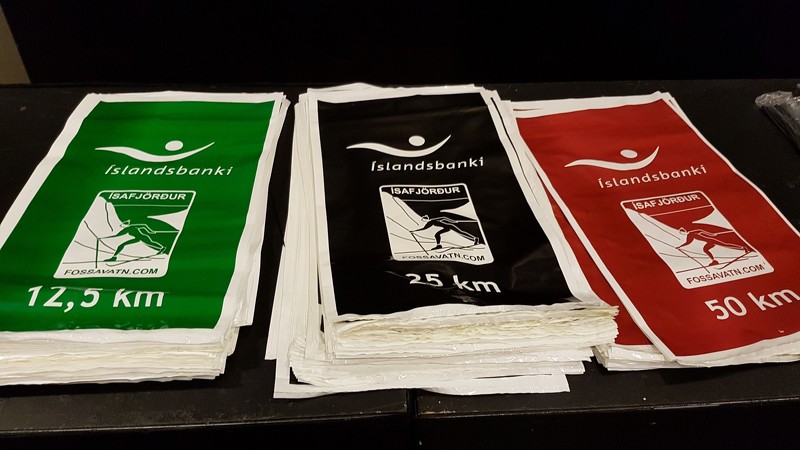 íslandsbanki
ÍSAFJÖRÐUR
FOSSAVATN.COM
12,5 km
íslandsbanki
ÍSAFJÖRÐUR
FOSSAVATN.COM
25 km
íslandsbanki
ÍSAFJÖRÐUR
FOSSAVATN.COM
50 km